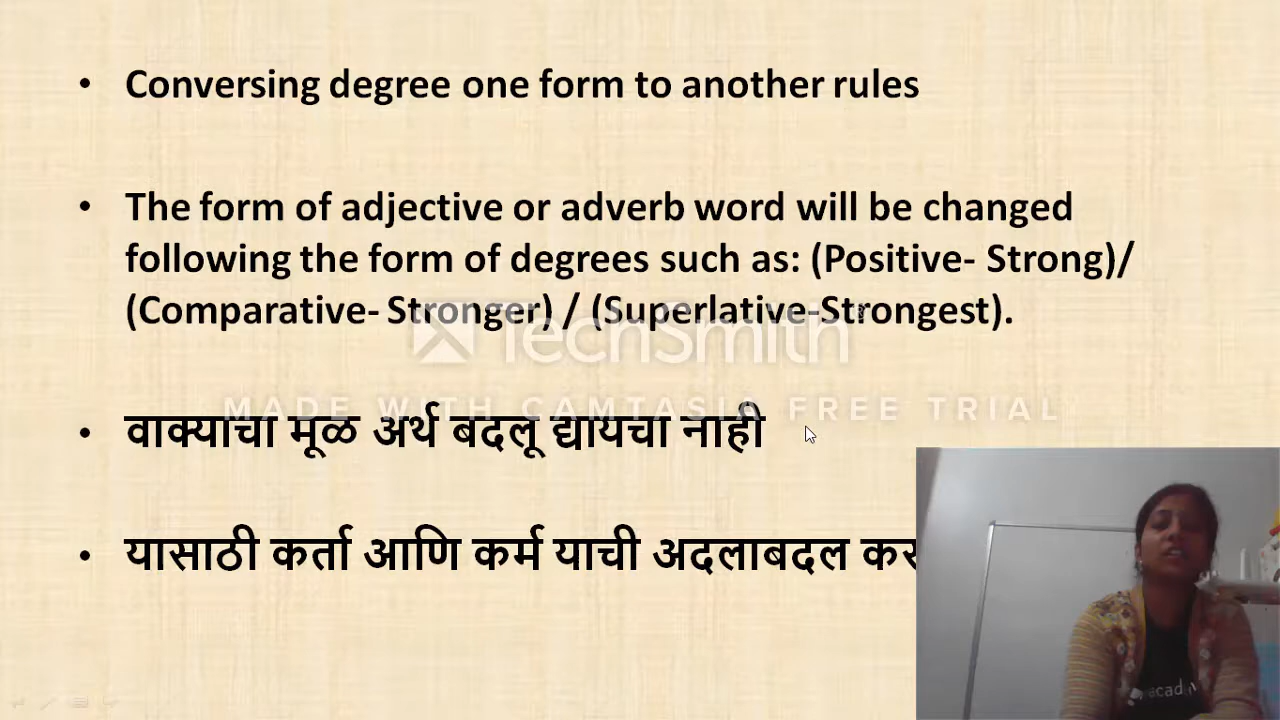 • Conversing degree one form to another rules
• The form of adjective or adverb word will be changed
following the form of degrees such as: (Positive- Strong)/
(Comparative- Stronger) / (Superlative-Strongest).
TechSmith
MADE WITH CAMTASIA FREE TRIAL
• वाक्याचा मूळ अर्थ बदलू द्यायचा नाही
• यासाठी कर्ता आणि कर्म याची अदलाबदल